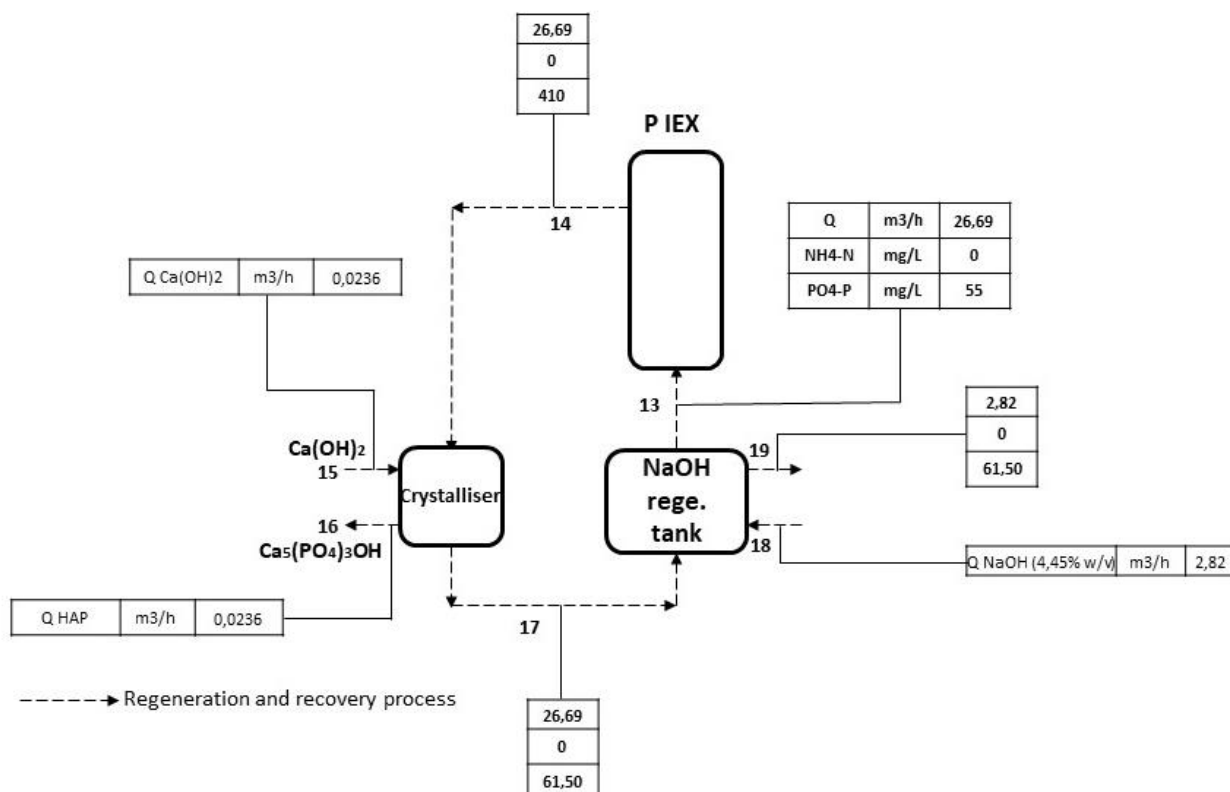 26,69
0
410
P IEX
14
Q m3/h 26,69
NH4-N mg/L 0
PO4-P mg/L 55
Q Ca(OH)2 m3/h 0,0236
13
2,82
0
61,50
Ca(OH)₂
15
Crystalliser
NaOH
rege.
tank
19
16
Ca₅(PO₄)₃OH
18
Q NaOH (4,45% w/v) m3/h 2,82
Q HAP m3/h 0,0236
17
Regeneration and recovery process
26,69
0
61,50